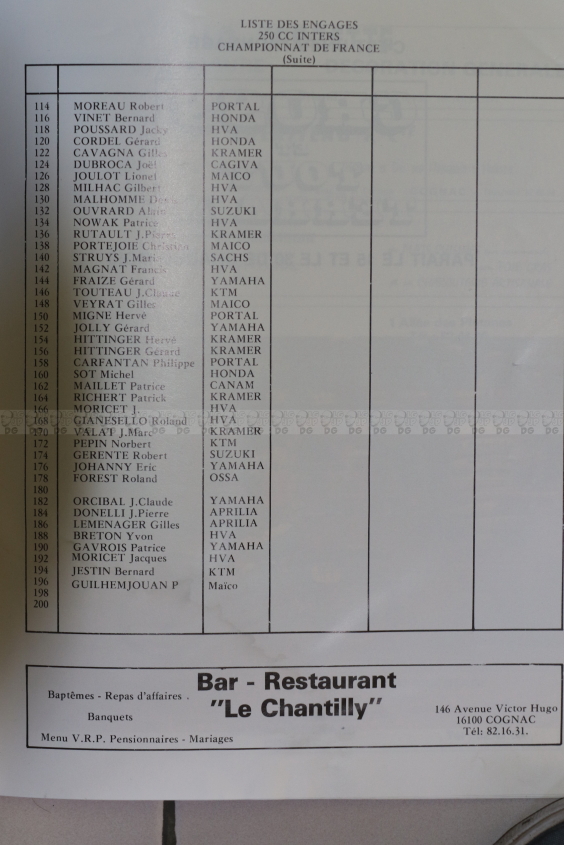 LISTE DES ENGAGES
250 CC INTERS
CHAMPIONNAT DE FRANCE
(Suite)
114 MOREAU Robert PORTAL
116 VINET Bernard HONDA
118 POUSSARD Jacky HVA
120 CORDEL Gérard HONDA
122 CAVAGNA Gilles KRAMER
124 DUBROCA Joël CAGIVA
126 JOULOT Lionel MAICO
128 MILHAC Gilbert HVA
130 MALHOMME HVA
132 OUVRARD Alain SUZUKI
134 NOWAK Patrice HVA
136 RUTAULT J.Pierre KRAMER
138 PORTEJOIE Christian MAICO
140 STRUYS J.Marie SACHS
142 MAGNAT Francis HVA
144 FRAIZE Gérard YAMAHA
146 TOUTEAU J.Claude KTM
148 VEYRAT Gilles MAICO
150 MIGNE Hervé PORTAL
152 JOLLY Gérard YAMAHA
154 HITTINGER Hervé KRAMER
156 HITTINGER Gérard KRAMER
158 CARFANTAN Philippe PORTAL
160 SOT Michel HONDA
162 MAILLET Patrice CANAM
164 RICHERT Patrick KRAMER
166 MORICET J. HVA
168 GIANESELLO Roland HVA
170 VALAT J.Marc KRAMER
172 PEPIN Norbert KTM
174 GERENTE Robert SUZUKI
176 JOHANNY Eric YAMAHA
178 FOREST Roland OSSA
180
182 ORCIBAL J.Claude YAMAHA
184 DONELLI J.Pierre APRILIA
186 LEMENAGER Gilles APRILIA
188 BRETON Yvon HVA
190 GAVROIS Patrice YAMAHA
192 MORICET Jacques HVA
194 JESTIN Bernard KTM
196 GUILHEMJOUAN P Maïco
198
200
Bar - Restaurant
"Le Chantilly"
Baptêmes - Repas d'affaires .
Banquets
Menu V.R.P. Pensionnaires - Mariages
146 Avenue Victor Hugo
16100 COGNAC
Tél: 82.16.31.